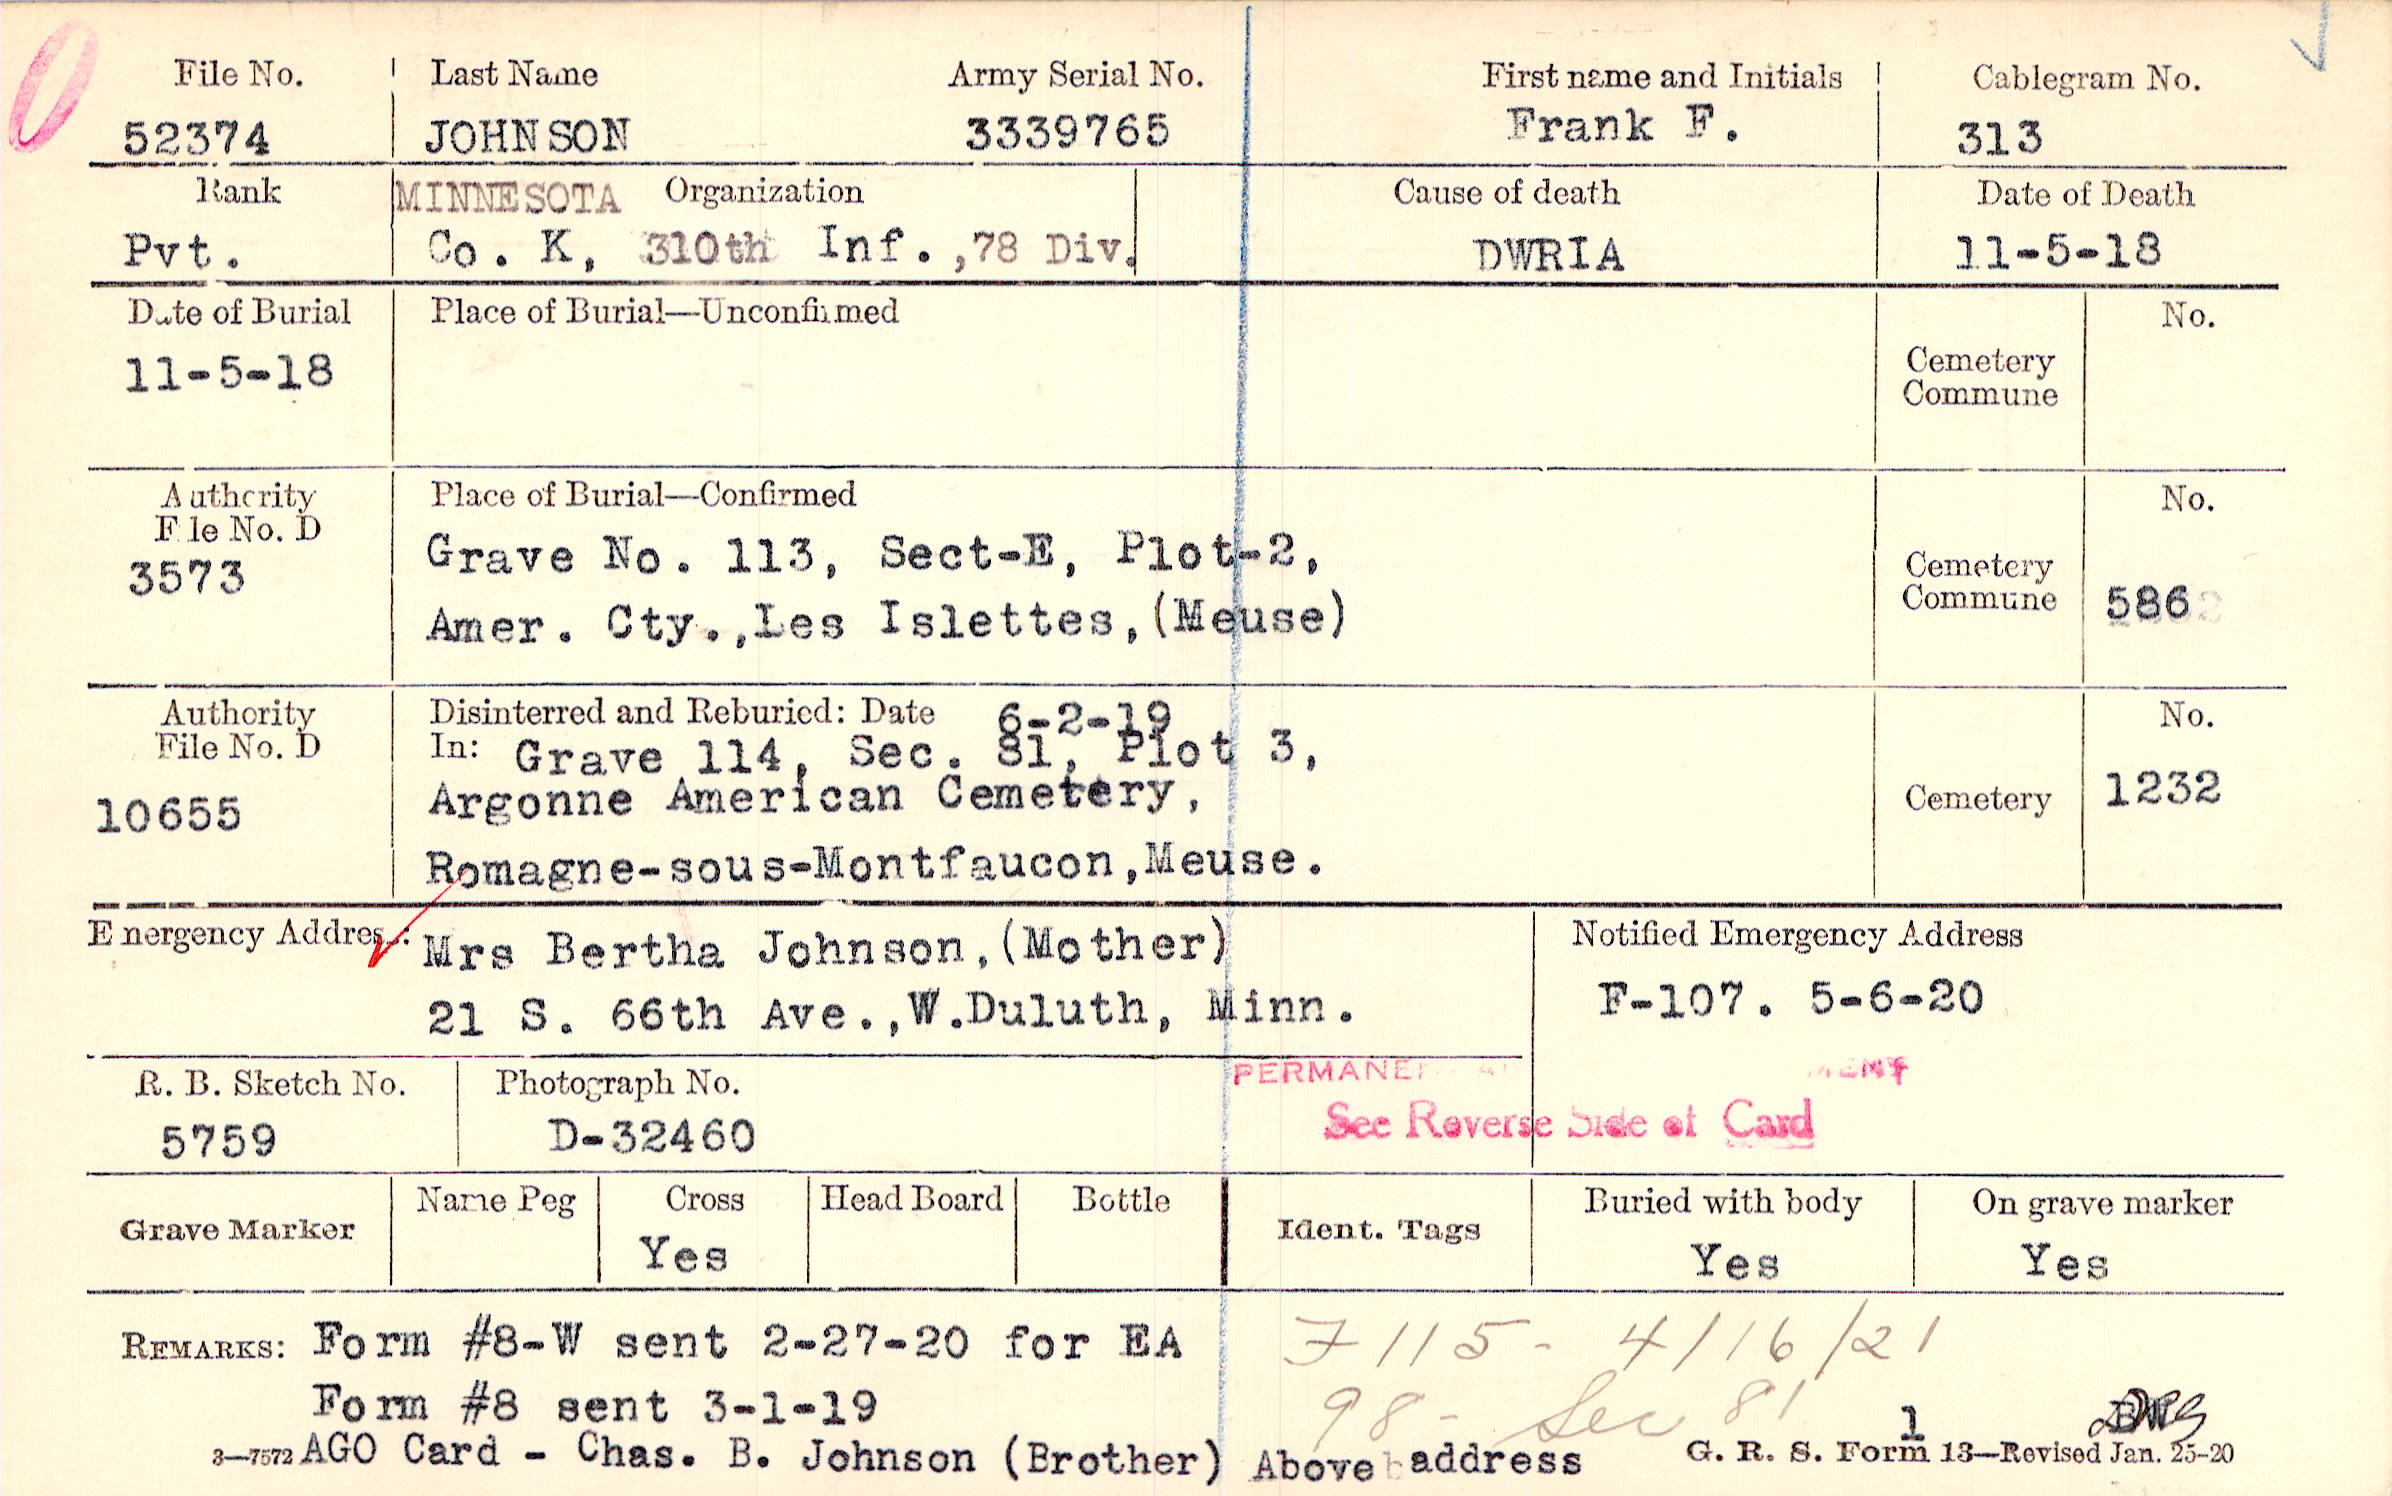 File No. Last Name Army Serial No. First name and Initials Cablegram No.
52374 JOHNSON 3339765 Frank F. 313
Rank MINNESOTA Organization Cause of death Date of Death
Pvt. Co. K, 310th Inf.,78 Div. DWRIA 11-5-18
Date of Burial Place of Burial—Unconfirmed No.
11-5-18
Cemetery
Commune
Authority Place of Burial—Confirmed No.
File No. D
3573 Grave No. 113, Sect-E, Plot-2,
Cemetery
Commune 586
Amer. Cty.,Les Islettes,(Meuse)
Authority Disinterred and Reburied: Date 6-2-19 No.
File No. D In: Grave 114, Sec. 81, Plot 3,
10655 Argonne American Cemetery, Cemetery 1232
Romagne-sous-Montfaucon,Meuse.
Emergency Address: Mrs Bertha Johnson,(Mother) Notified Emergency Address
21 S. 66th Ave.,W.Duluth, Minn. F-107. 5-6-20
R. B. Sketch No. Photograph No.
5759 D-32460
See Reverse Side of Card
Grave Marker Name Peg Cross Head Board Bottle Ident. Tags Buried with body On grave marker
Yes Yes Yes
REMARKS: Form #8-W sent 2-27-20 for EA F115- 4/16/21
Form #8 sent 3-1-19 98- Sec 81
3—7572 AGO Card - Chas. B. Johnson (Brother) Above address 1 G. R. S. Form 13—Revised Jan. 25-20